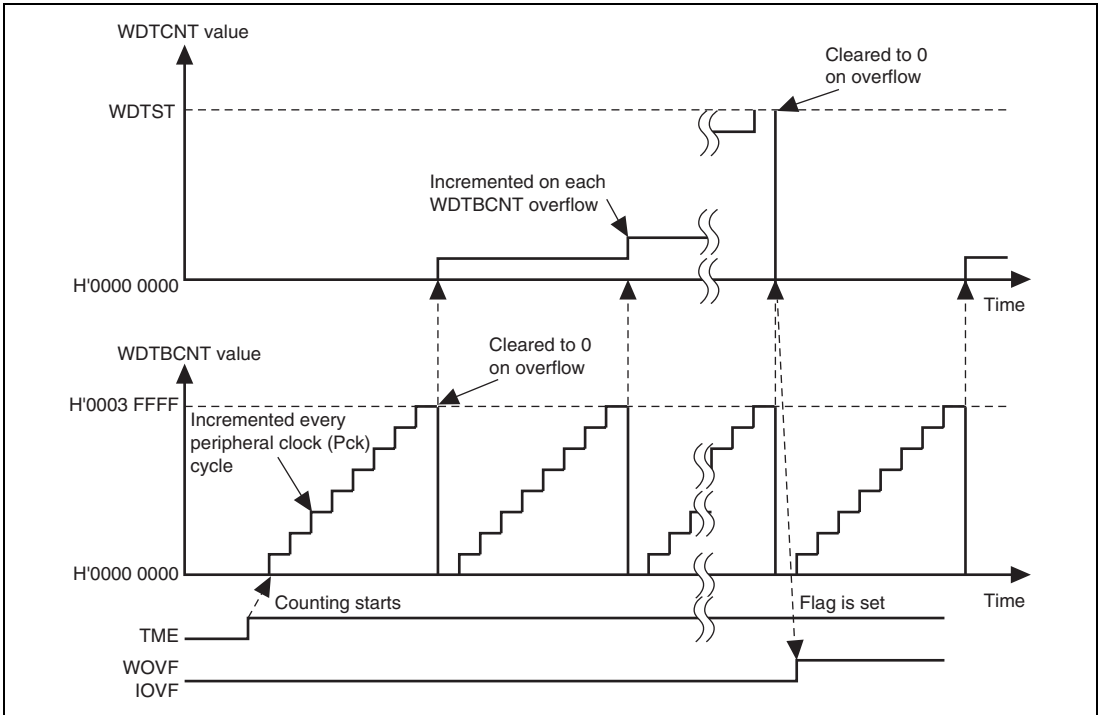 WDTCNT value
Cleared to 0
on overflow
WDTST
Incremented on each
WDTBCNT overflow
H'0000 0000
Time
WDTBCNT value
Cleared to 0
on overflow
H'0003 FFFF
Incremented every
peripheral clock (Pck)
cycle
H'0000 0000
Time
Counting starts
Flag is set
TME
WOVF
IOVF